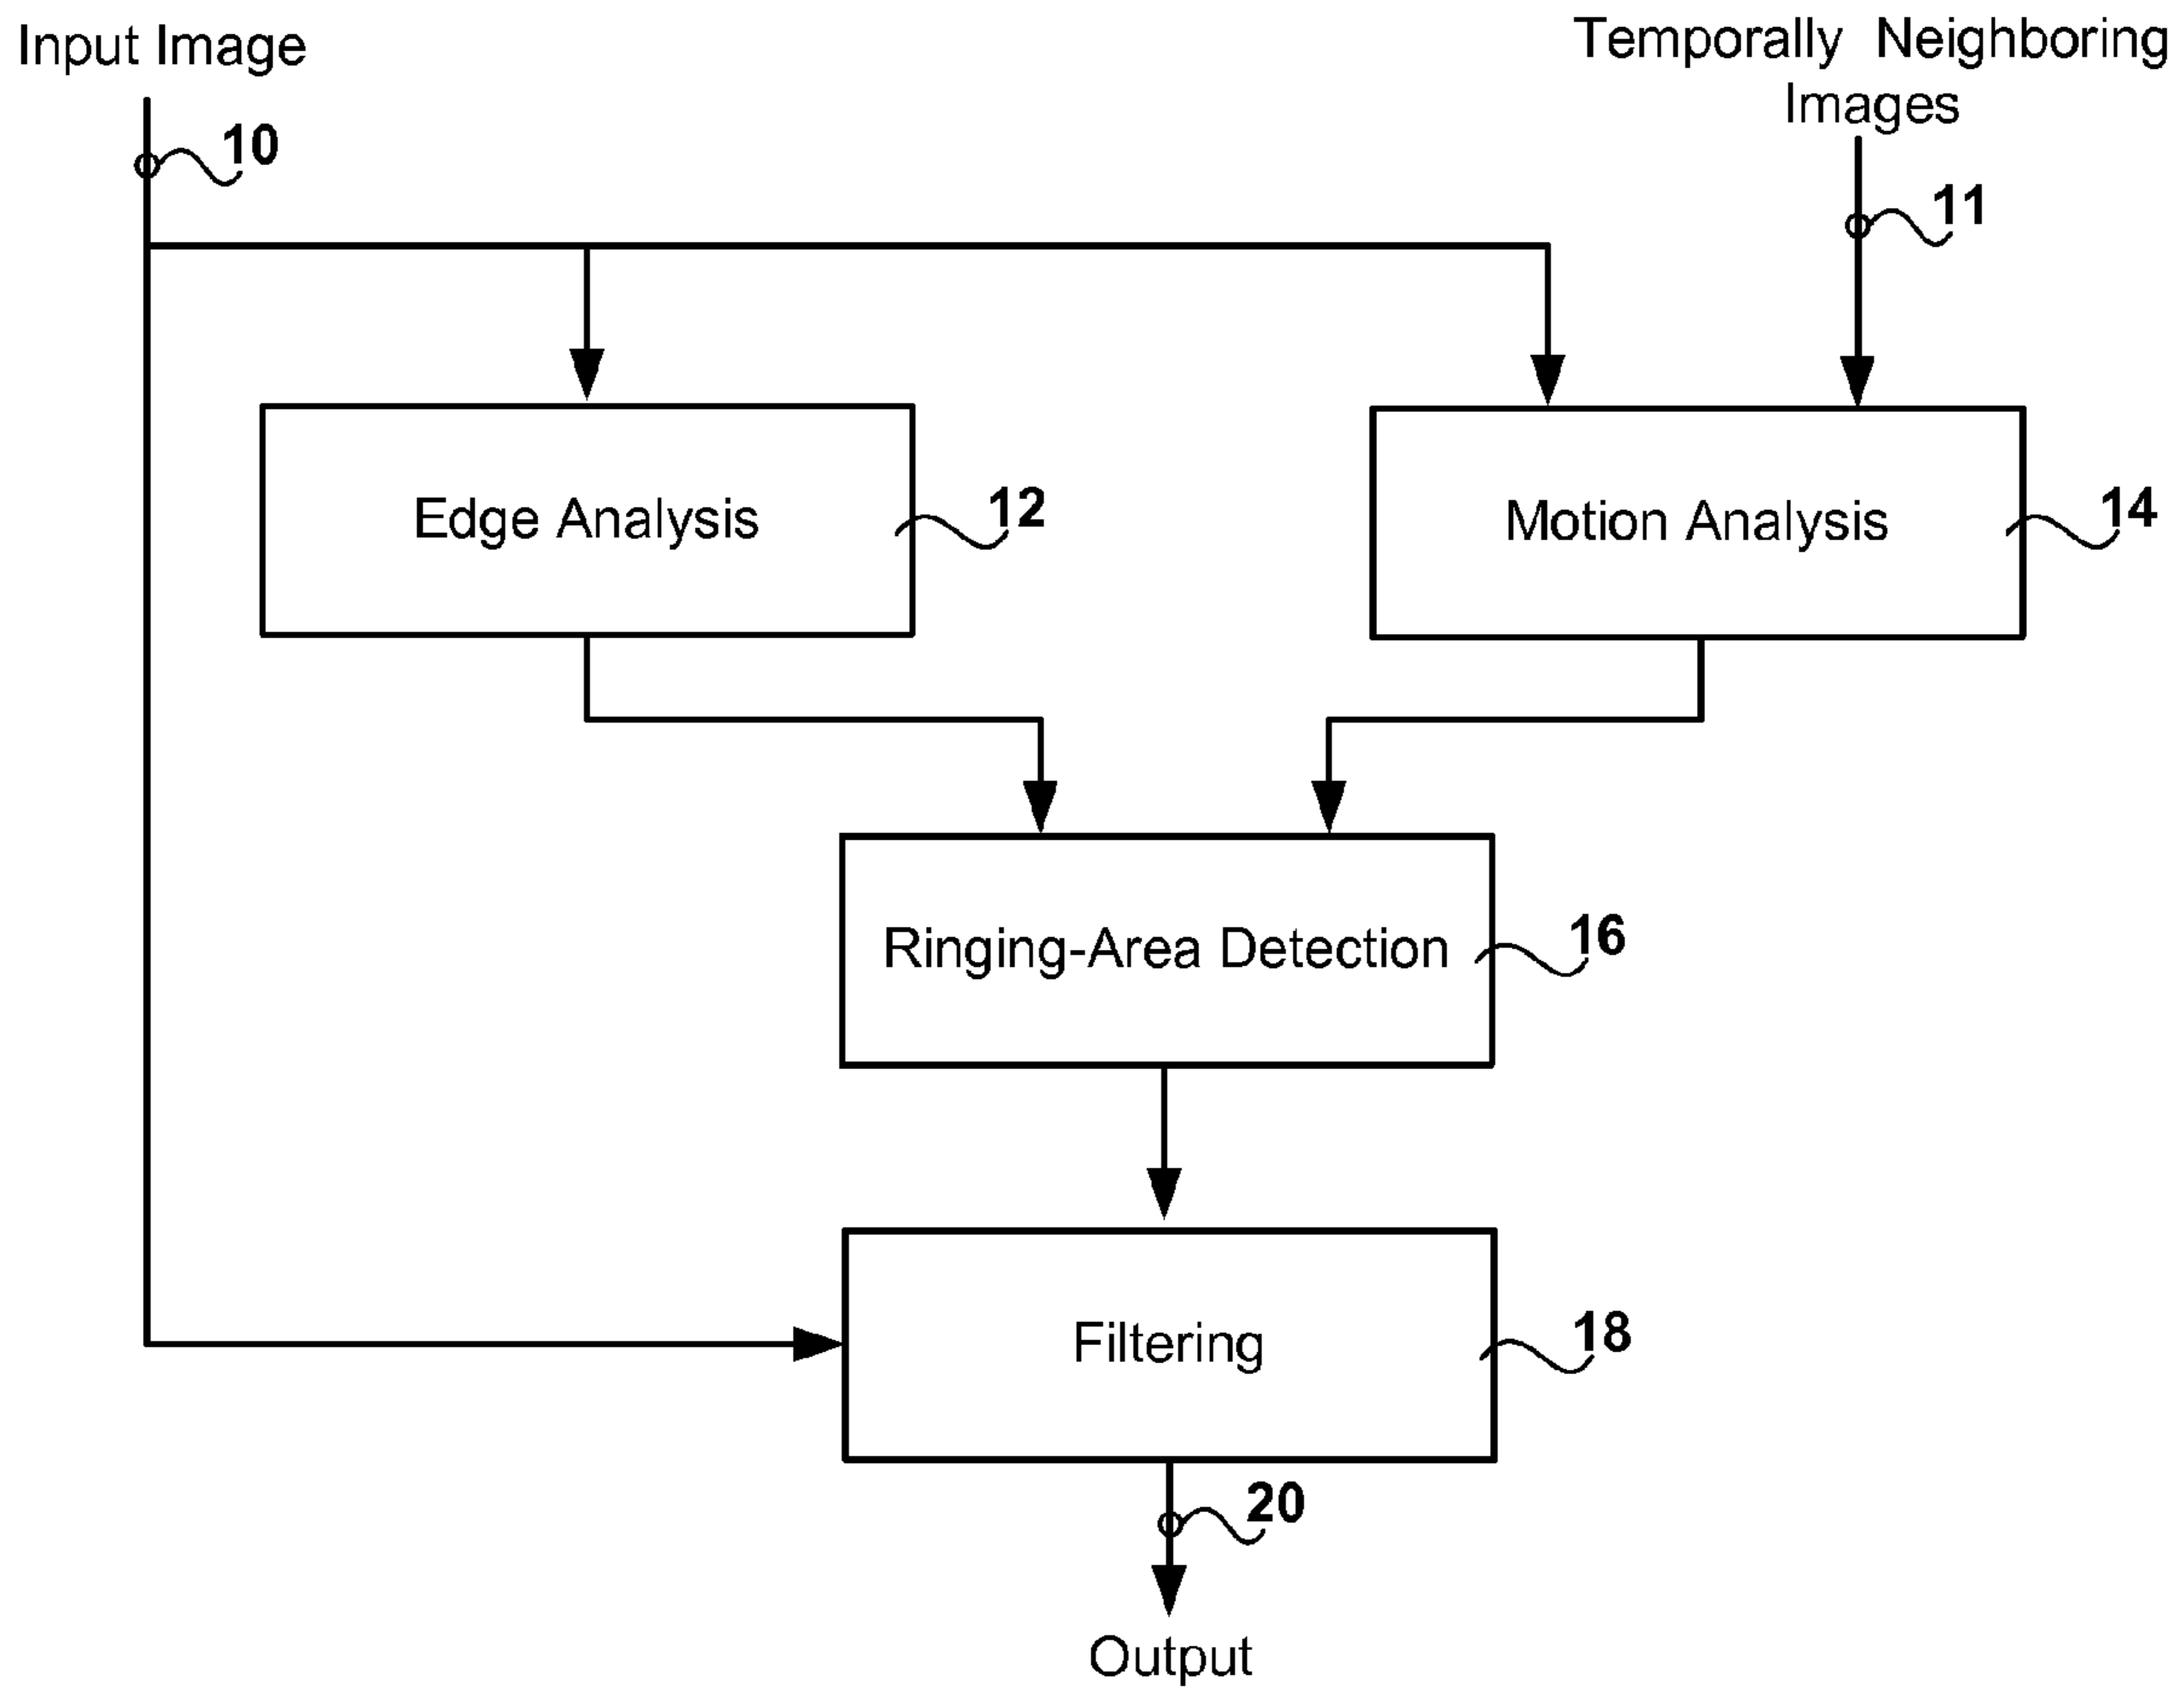 Input Image
Temporally Neighboring
Images
10
11
Edge Analysis
12
Motion Analysis
14
Ringing-Area Detection
16
Filtering
18
20
Output